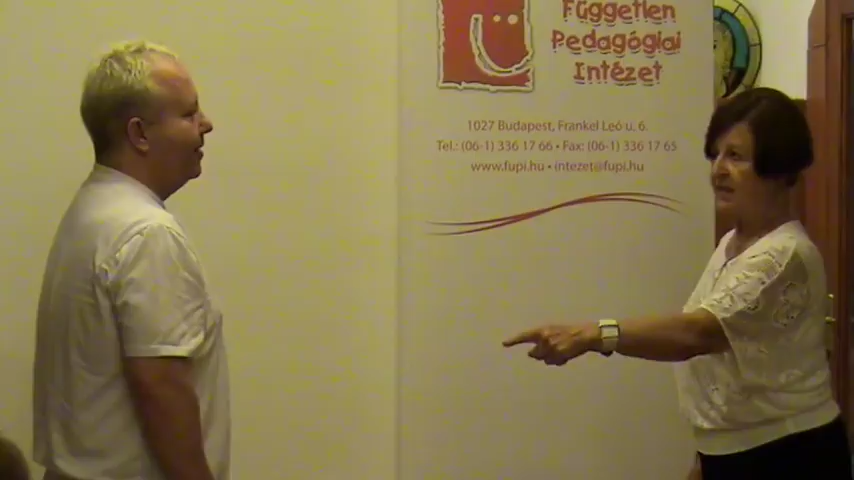 Független
Pedagógiai
Intézet
1027 Budapest, Frankel Leó u. 6.
Tel.: (06-1) 336 17 66 • Fax: (06-1) 336 17 65
www.fupi.hu • intezet@fupi.hu